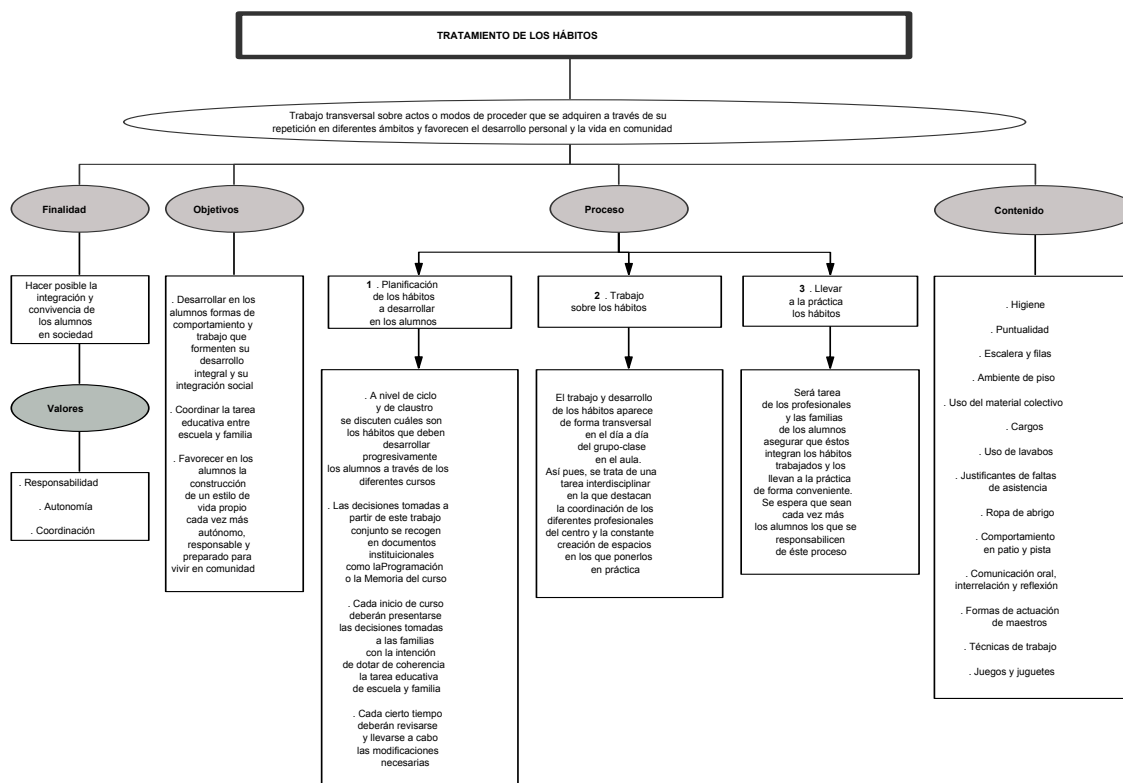 TRATAMIENTO DE LOS HÁBITOS
Trabajo transversal sobre actos o modos de proceder que se adquieren a través de su
repetición en diferentes ámbitos y favorecen el desarrollo personal y la vida en comunidad
Finalidad
Hacer posible la
integración y
convivencia de
los alumnos
en sociedad
Valores
. Responsabilidad
. Autonomía
. Coordinación
Objetivos
. Desarrollar en los
alumnos formas de
comportamiento y
trabajo que
formenten su
desarrollo
integral y su
integración social
. Coordinar la tarea
educativa entre
escuela y familia
. Favorecer en los
alumnos la
construcción
de un estilo de
vida propio
cada vez más
autónomo,
responsable y
preparado para
vivir en comunidad
Proceso
1 . Planificación
de los hábitos
a desarrollar
en los alumnos
. A nivel de ciclo
y de claustro
se discuten cuáles son
los hábitos que deben
desarrollar
progresivamente
los alumnos a través de los
diferentes cursos
. Las decisiones tomadas a
partir de este trabajo
conjunto se recogen
en documentos
instituicionales
como laProgramación
o la Memoria del curso
. Cada inicio de curso
deberán presentarse
las decisiones tomadas
a las familias
con la intención
de dotar de coherencia
la tarea educativa
de escuela y familia
. Cada cierto tiempo
deberán revisarse
y llevarse a cabo
las modificaciones
necesarias
2 . Trabajo
sobre los hábitos
El trabajo y desarrollo
de los hábitos aparece
de forma transversal
en el día a día
del grupo-clase
en el aula.
Así pues, se trata de una
tarea interdisciplinar
en la que destacan
la coordinación de los
diferentes profesionales
del centro y la constante
creación de espacios
en los que ponerlos
en práctica
3 . Llevar
a la práctica
los hábitos
Será tarea
de los profesionales
y las familias
de los alumnos
asegurar que éstos
integran los hábitos
trabajados y los
llevan a la práctica
de forma conveniente.
Se espera que sean
cada vez más
los alumnos los que se
responsabilicen
de éste proceso
Contenido
. Higiene
. Puntualidad
. Escalera y filas
. Ambiente de piso
. Uso del material colectivo
. Cargos
. Uso de lavabos
. Justificantes de faltas
de asistencia
. Ropa de abrigo
. Comportamiento
en patio y pista
. Comunicación oral,
interrelación y reflexión
. Formas de actuación
de maestros
. Técnicas de trabajo
. Juegos y juguetes